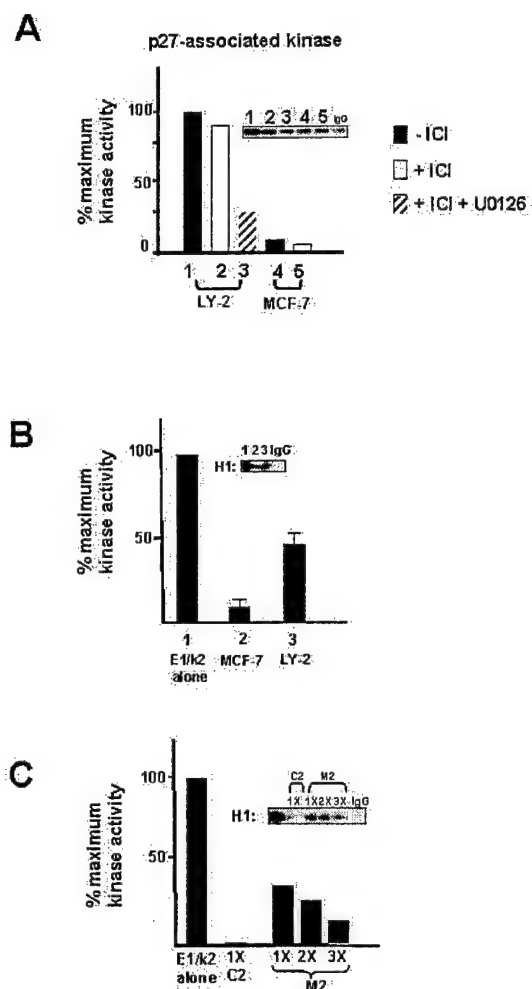 A
p27-associated kinase
% maximum
kinase activity
100
50
0
1 2 3 4 5 IgG
- ICI
+ ICI
+ ICI + U0126
1 2 3 4 5
LY-2 MCF-7
B
% maximum
kinase activity
100
50
1 2 3 IgG
H1:
1 2 3
E1/k2
alone
MCF-7 LY-2
C
% maximum
kinase activity
100
50
C2 M2
1X 1X 2X 3X IgG
H1:
E1/k2
alone
1X
C2
1X 2X 3X
M2